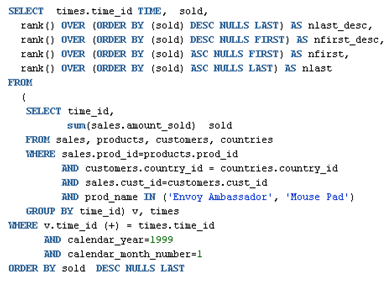 SELECT times.time_id TIME, sold,
rank() OVER (ORDER BY (sold) DESC NULLS LAST) AS nlast_desc,
rank() OVER (ORDER BY (sold) DESC NULLS FIRST) AS nfirst_desc,
rank() OVER (ORDER BY (sold) ASC NULLS FIRST) AS nfirst,
rank() OVER (ORDER BY (sold) ASC NULLS LAST) AS nlast
FROM
(
SELECT time_id,
sum(sales.amount_sold) sold
FROM sales, products, customers, countries
WHERE sales.prod_id=products.prod_id
AND customers.country_id = countries.country_id
AND sales.cust_id=customers.cust_id
AND prod_name IN ('Envoy Ambassador', 'Mouse Pad')
GROUP BY time_id) v, times
WHERE v.time_id (+) = times.time_id
AND calendar_year=1999
AND calendar_month_number=1
ORDER BY sold DESC NULLS LAST